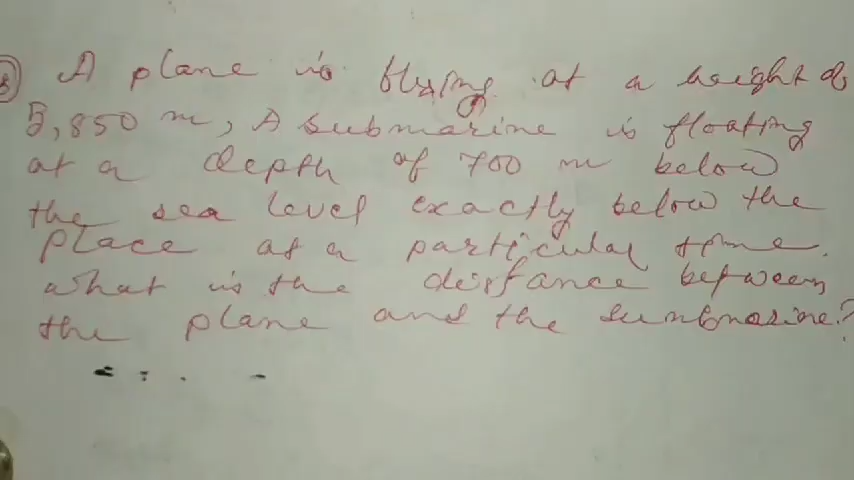 A plane is flying at a height of
5,850 m, A submarine is floating
at a depth of 700 m below
the sea level exactly below the
place at a particular time.
what is the distance between
the plane and the sumbmarine?